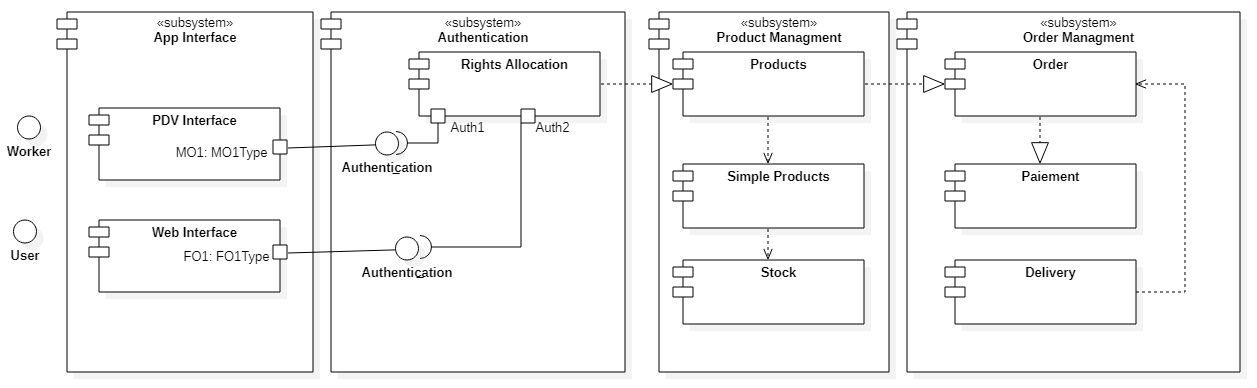 «subsystem»
App Interface
«subsystem»
Authentication
«subsystem»
Product Managment
«subsystem»
Order Managment
Rights Allocation
Products
Order
PDV Interface
MO1: MO1Type
Auth1
Auth2
Worker
Authentication
Simple Products
Paiement
Web Interface
FO1: FO1Type
User
Authentication
Stock
Delivery